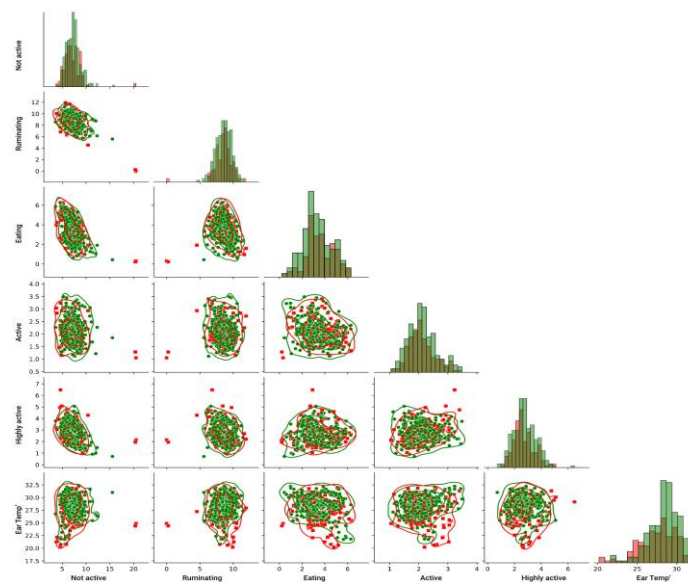 Not active
Ruminating
12
10
8
6
4
2
0
Eating
6
4
2
0
Active
4.0
3.5
3.0
2.5
2.0
1.5
1.0
0.5
Highly active
7
6
5
4
3
2
1
0
Ear Temp'
32.5
30.0
27.5
25.0
22.5
20.0
17.5
5 10 15 20
0 5 10
0 2 4 6
1 2 3 4
2 4 6
20 25 30
Not active Ruminating Eating Active Highly active Ear Temp'